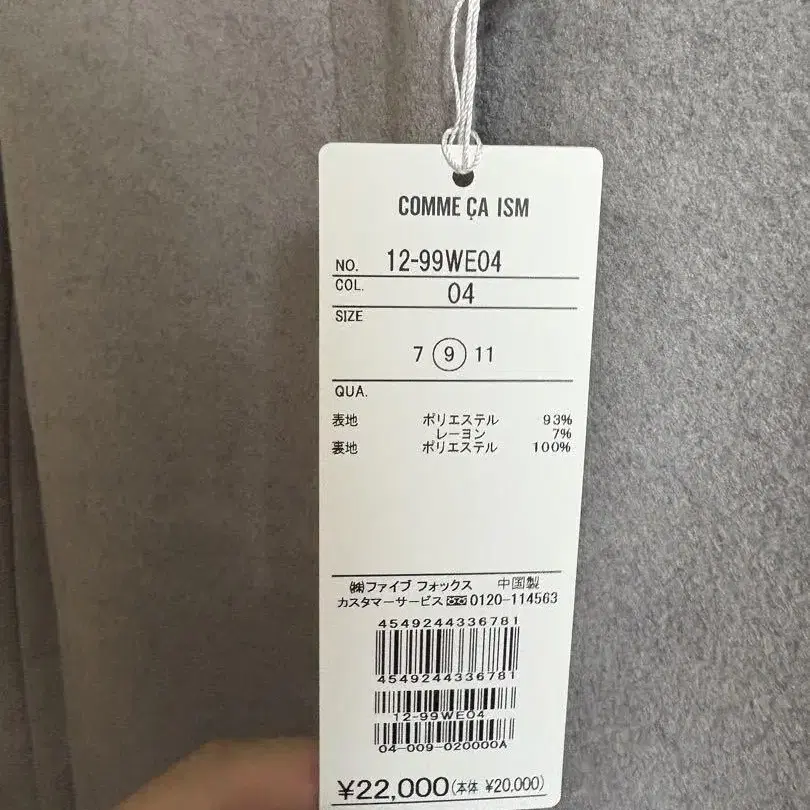 COMME ÇA ISM
NO. 12-99WE04
COL. 04
SIZE
7 9 11
QUA.
表地 ポリエステル 93%
レーヨン 7%
裏地 ポリエステル 100%
㈱ファイブ フォックス 中国製
カスタマーサービス 0120-114563
4549244336781
4549244336781
12-99WE04
04-009-020000A
¥22,000(本体 ¥20,000)